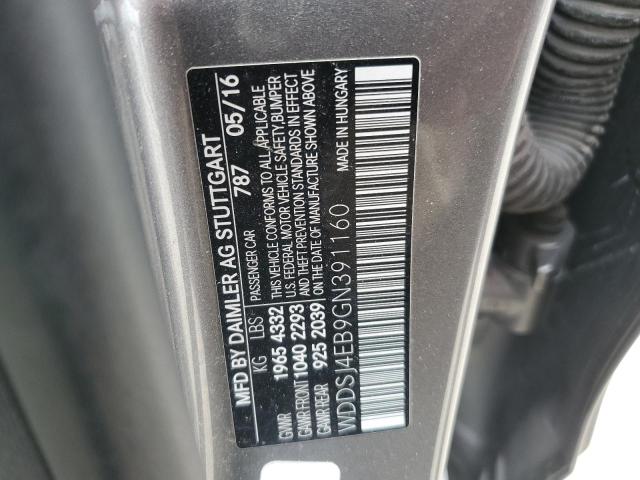 MFD BY DAIMLER AG STUTTGART
PASSENGER CAR 787 05/16
KG LBS
GVWR 1965 4332
GAWR FRONT 1040 2293
GAWR REAR 925 2039
THIS VEHICLE CONFORMS TO ALL APPLICABLE
U.S. FEDERAL MOTOR VEHICLE SAFETY,BUMPER
AND THEFT PREVENTION STANDARDS IN EFFECT
ON THE DATE OF MANUFACTURE SHOWN ABOVE
MADE IN HUNGARY
WDDSJ4EB9GN391160